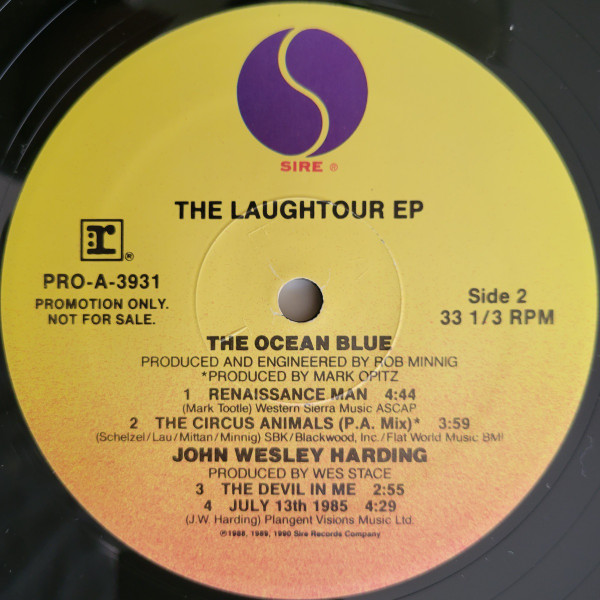 SIRE ®
THE LAUGHTOUR EP
r ®
PRO-A-3931
PROMOTION ONLY.
NOT FOR SALE.
Side 2
33 1/3 RPM
THE OCEAN BLUE
PRODUCED AND ENGINEERED BY ROB MINNIG
*PRODUCED BY MARK OPITZ
1 RENAISSANCE MAN 4:44
(Mark Tootle) Western Sierra Music ASCAP
2 THE CIRCUS ANIMALS (P.A. Mix)* 3:59
(Schelzel/Lau/Mittan/Minnig) SBK/Blackwood, Inc./Flat World Music BMI
JOHN WESLEY HARDING
PRODUCED BY WES STACE
3 THE DEVIL IN ME 2:55
4 JULY 13th 1985 4:29
(J.W. Harding) Plangent Visions Music Ltd.
℗1988, 1989, 1990 Sire Records Company